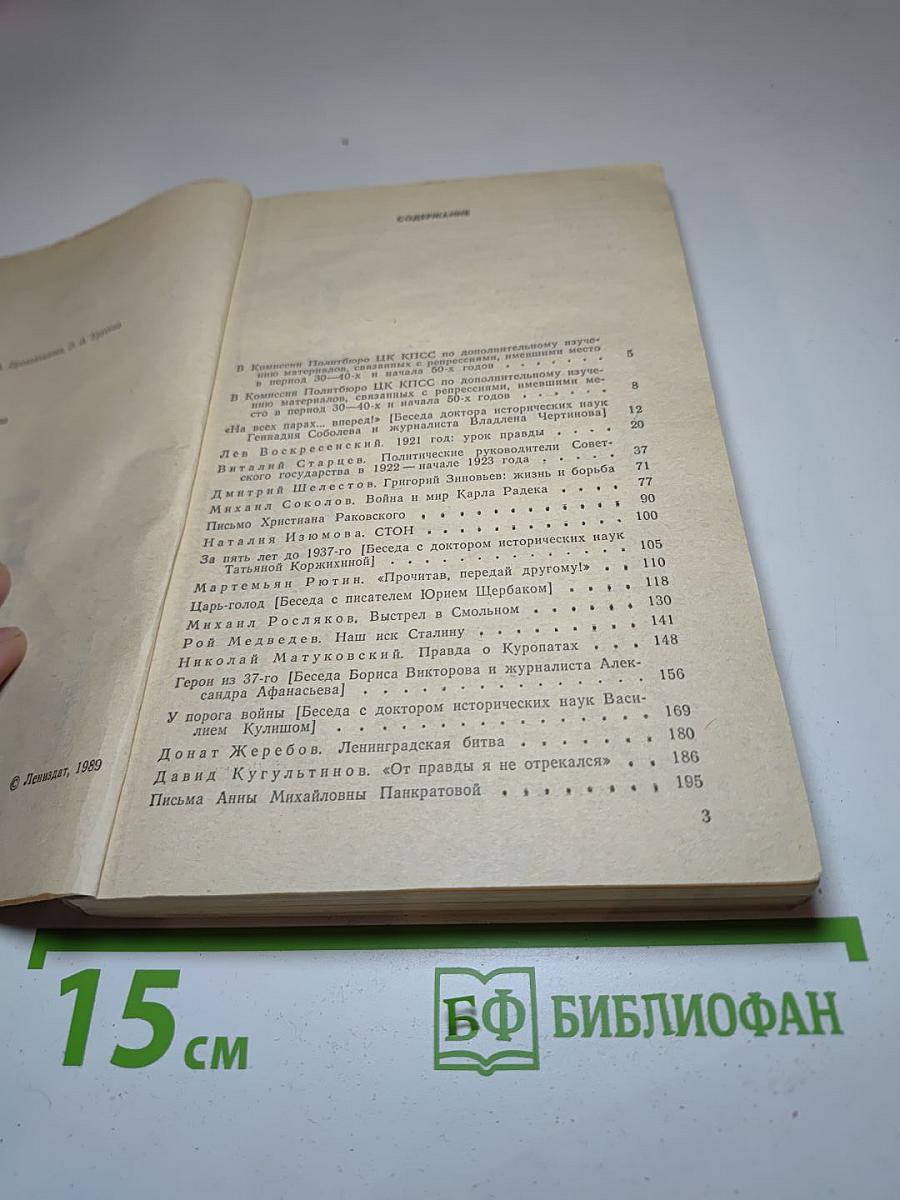 СОДЕРЖАНИЕ
В Комиссии Политбюро ЦК КПСС по дополнительному изуче-
нию материалов, связанных с репрессиями, имевшими место
в период 30—40-х и начала 50-х годов . . . . . . 5
В Комиссии Политбюро ЦК КПСС по дополнительному изуче-
нию материалов, связанных с репрессиями, имевшими ме-
сто в период 30—40-х и начала 50-х годов . . . . . 8
«На всех парах... вперед!» [Беседа доктора исторических наук
Геннадия Соболева и журналиста Владлена Чертинова] 12
Лев Воскресенский. 1921 год: урок правды . . . . 20
Виталий Старцев. Политические руководители Совет-
ского государства в 1922 — начале 1923 года . . . . . 37
Дмитрий Шелестов. Григорий Зиновьев: жизнь и борьба 71
Михаил Соколов. Война и мир Карла Радека . . . . 77
Письмо Христиана Раковского . . . . . . . . 90
Наталия Изюмова. СТОН . . . . . . . . 100
За пять лет до 1937-го [Беседа с доктором исторических наук
Татьяной Коржихиной] . . . . . . . . . . 105
Мартемьян Рютин. «Прочитав, передай другому!» . . 110
Царь-голод [Беседа с писателем Юрием Щербаком] . . . . 118
Михаил Росляков. Выстрел в Смольном . . . . . 130
Рой Медведев. Наш иск Сталину . . . . . . . 141
Николай Матуковский. Правда о Куропатах . . . 148
Герои из 37-го [Беседа Бориса Викторова и журналиста Алек-
сандра Афанасьева] . . . . . . . . . . . 156
У порога войны [Беседа с доктором исторических наук Васи-
лием Кулишом] . . . . . . . . . . . . 169
Донат Жеребов. Ленинградская битва . . . . . . 180
Давид Кугультинов. «От правды я не отрекался» . . 186
Письма Анны Михайловны Панкратовой . . . . . . . 195
3
© Лениздат, 1989
15 см
БФ БИБЛИОФАН